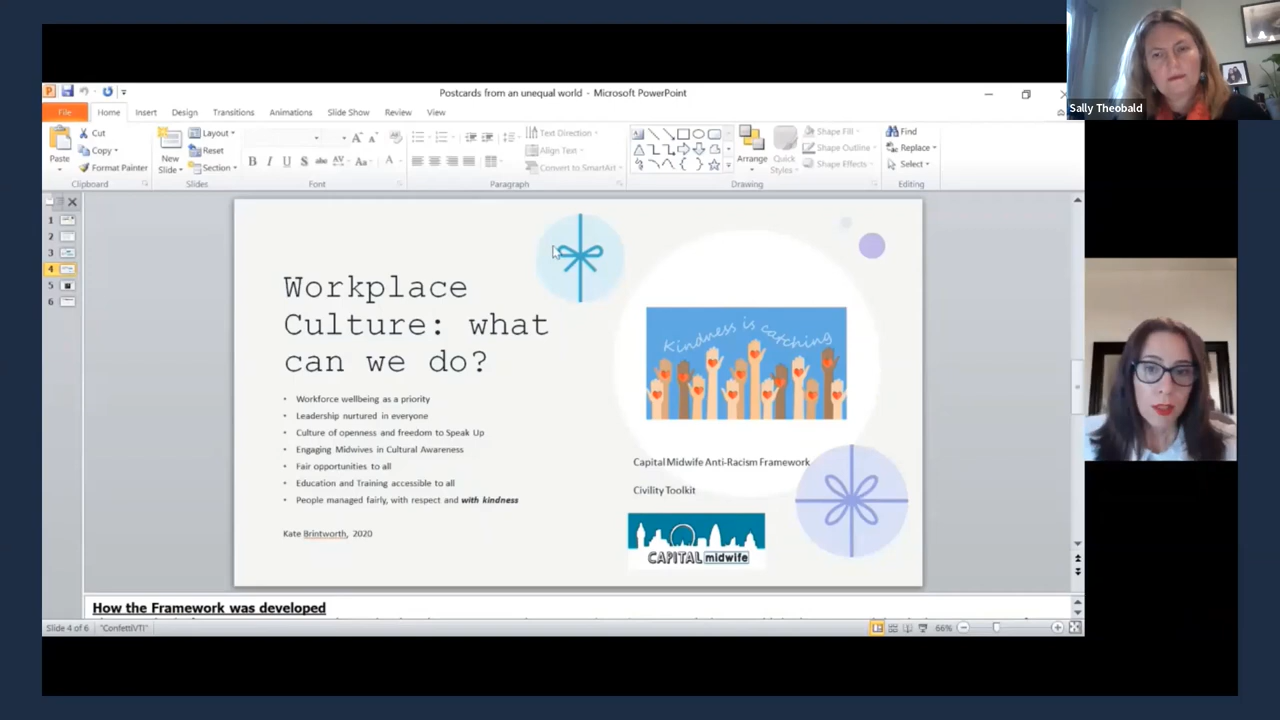 Postcards from an unequal world - Microsoft PowerPoint
Sally Theobald
File Home Insert Design Transitions Animations Slide Show Review View
Cut
Copy
Format Painter
Paste
Clipboard
New
Slide
Layout
Reset
Section
Slides
Font
Text Direction
Align Text
Convert to SmartArt
Paragraph
Arrange
Quick
Styles
Shape Fill
Shape Outline
Shape Effects
Drawing
Find
Replace
Select
Editing
1
2
3
4
5
6
Workplace
Culture: what
can we do?
• Workforce wellbeing as a priority
• Leadership nurtured in everyone
• Culture of openness and freedom to Speak Up
• Engaging Midwives in Cultural Awareness
• Fair opportunities to all
• Education and Training accessible to all
• People managed fairly, with respect and with kindness
Kate Brintworth, 2020
Kindness is catching
Capital Midwife Anti-Racism Framework
Civility Toolkit
CAPITAL midwife
How the Framework was developed
Slide 4 of 6 "ConfettiVTI" 66%